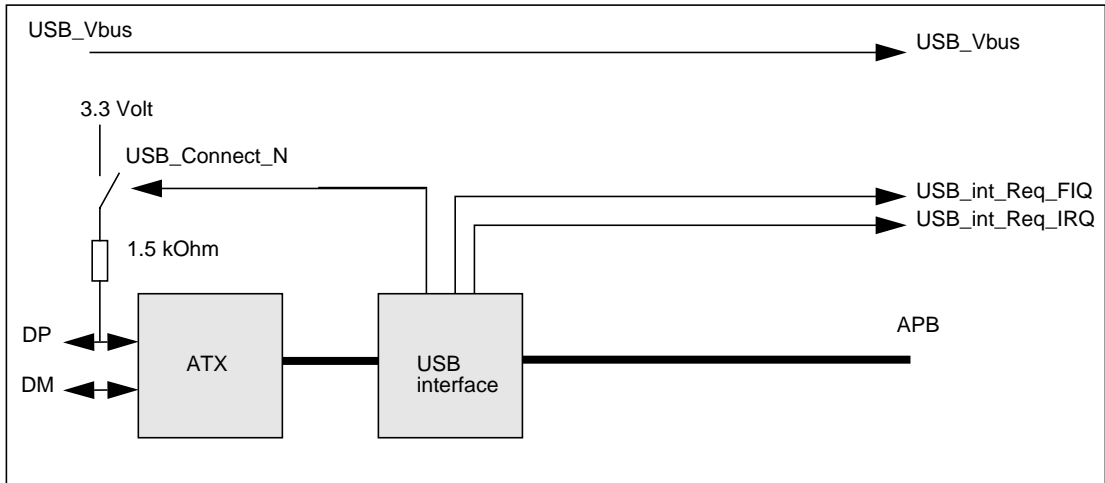 USB_Vbus
USB_Vbus
3.3 Volt
USB_Connect_N
USB_int_Req_FIQ
USB_int_Req_IRQ
1.5 kOhm
DP
DM
ATX
USB
interface
APB